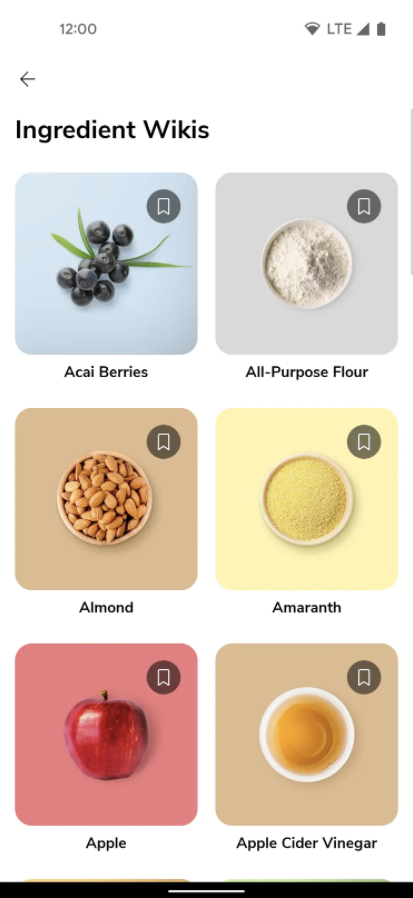 12:00
LTE
Ingredient Wikis
Acai Berries
All-Purpose Flour
Almond
Amaranth
Apple
Apple Cider Vinegar